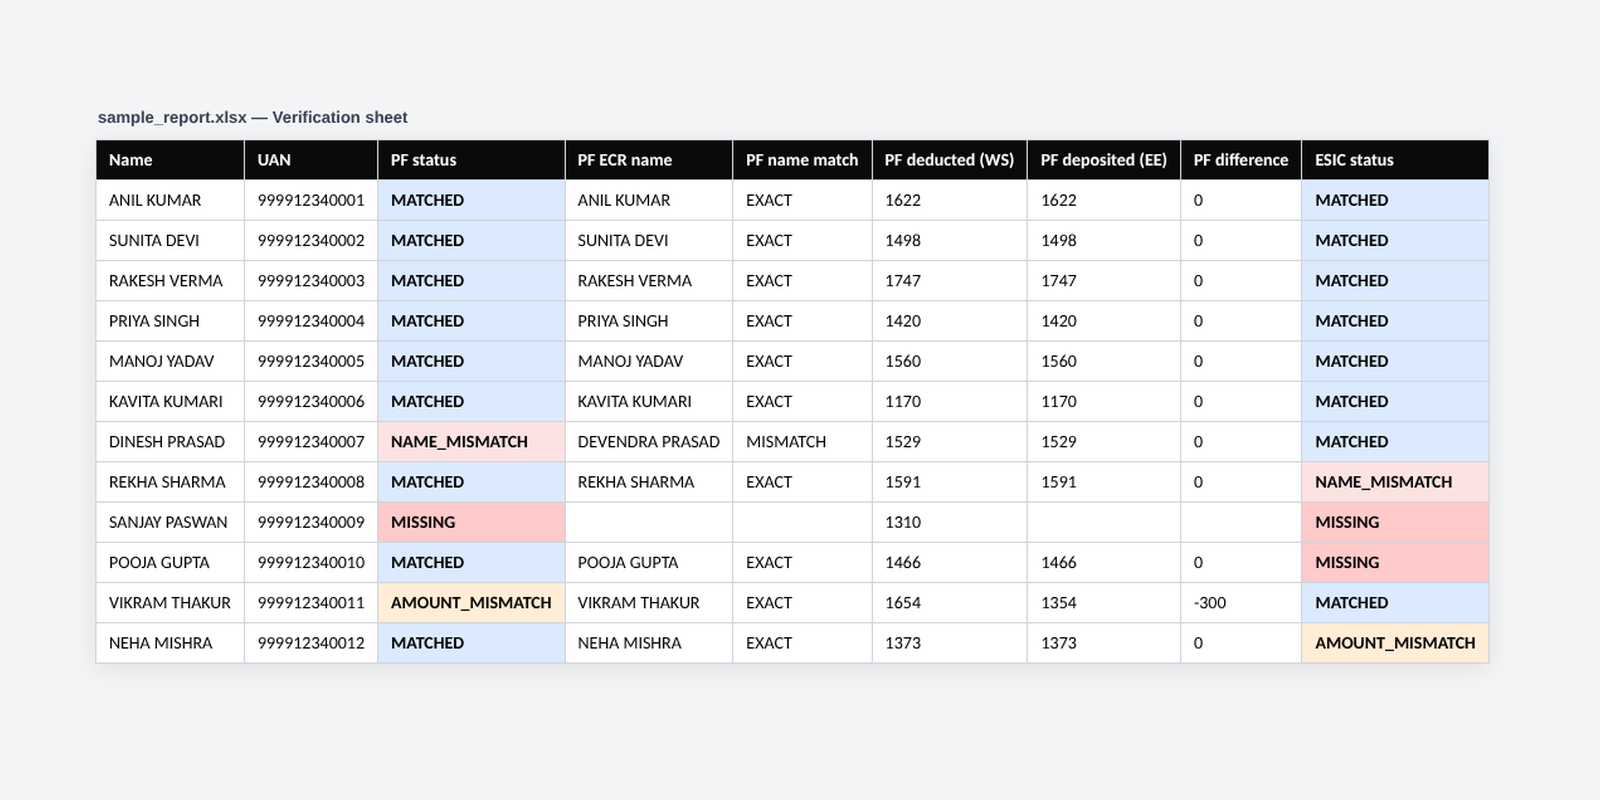 sample_report.xlsx — Verification sheet
Name UAN PF status PF ECR name PF name match PF deducted (WS) PF deposited (EE) PF difference ESIC status
ANIL KUMAR 999912340001 MATCHED ANIL KUMAR EXACT 1622 1622 0 MATCHED
SUNITA DEVI 999912340002 MATCHED SUNITA DEVI EXACT 1498 1498 0 MATCHED
RAKESH VERMA 999912340003 MATCHED RAKESH VERMA EXACT 1747 1747 0 MATCHED
PRIYA SINGH 999912340004 MATCHED PRIYA SINGH EXACT 1420 1420 0 MATCHED
MANOJ YADAV 999912340005 MATCHED MANOJ YADAV EXACT 1560 1560 0 MATCHED
KAVITA KUMARI 999912340006 MATCHED KAVITA KUMARI EXACT 1170 1170 0 MATCHED
DINESH PRASAD 999912340007 NAME_MISMATCH DEVENDRA PRASAD MISMATCH 1529 1529 0 MATCHED
REKHA SHARMA 999912340008 MATCHED REKHA SHARMA EXACT 1591 1591 0 NAME_MISMATCH
SANJAY PASWAN 999912340009 MISSING 1310 MISSING
POOJA GUPTA 999912340010 MATCHED POOJA GUPTA EXACT 1466 1466 0 MISSING
VIKRAM THAKUR 999912340011 AMOUNT_MISMATCH VIKRAM THAKUR EXACT 1654 1354 -300 MATCHED
NEHA MISHRA 999912340012 MATCHED NEHA MISHRA EXACT 1373 1373 0 AMOUNT_MISMATCH